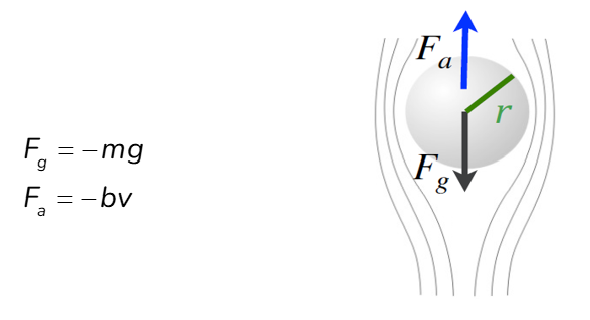 F_g = −mg
F_a = −bv
F_a
r
F_g